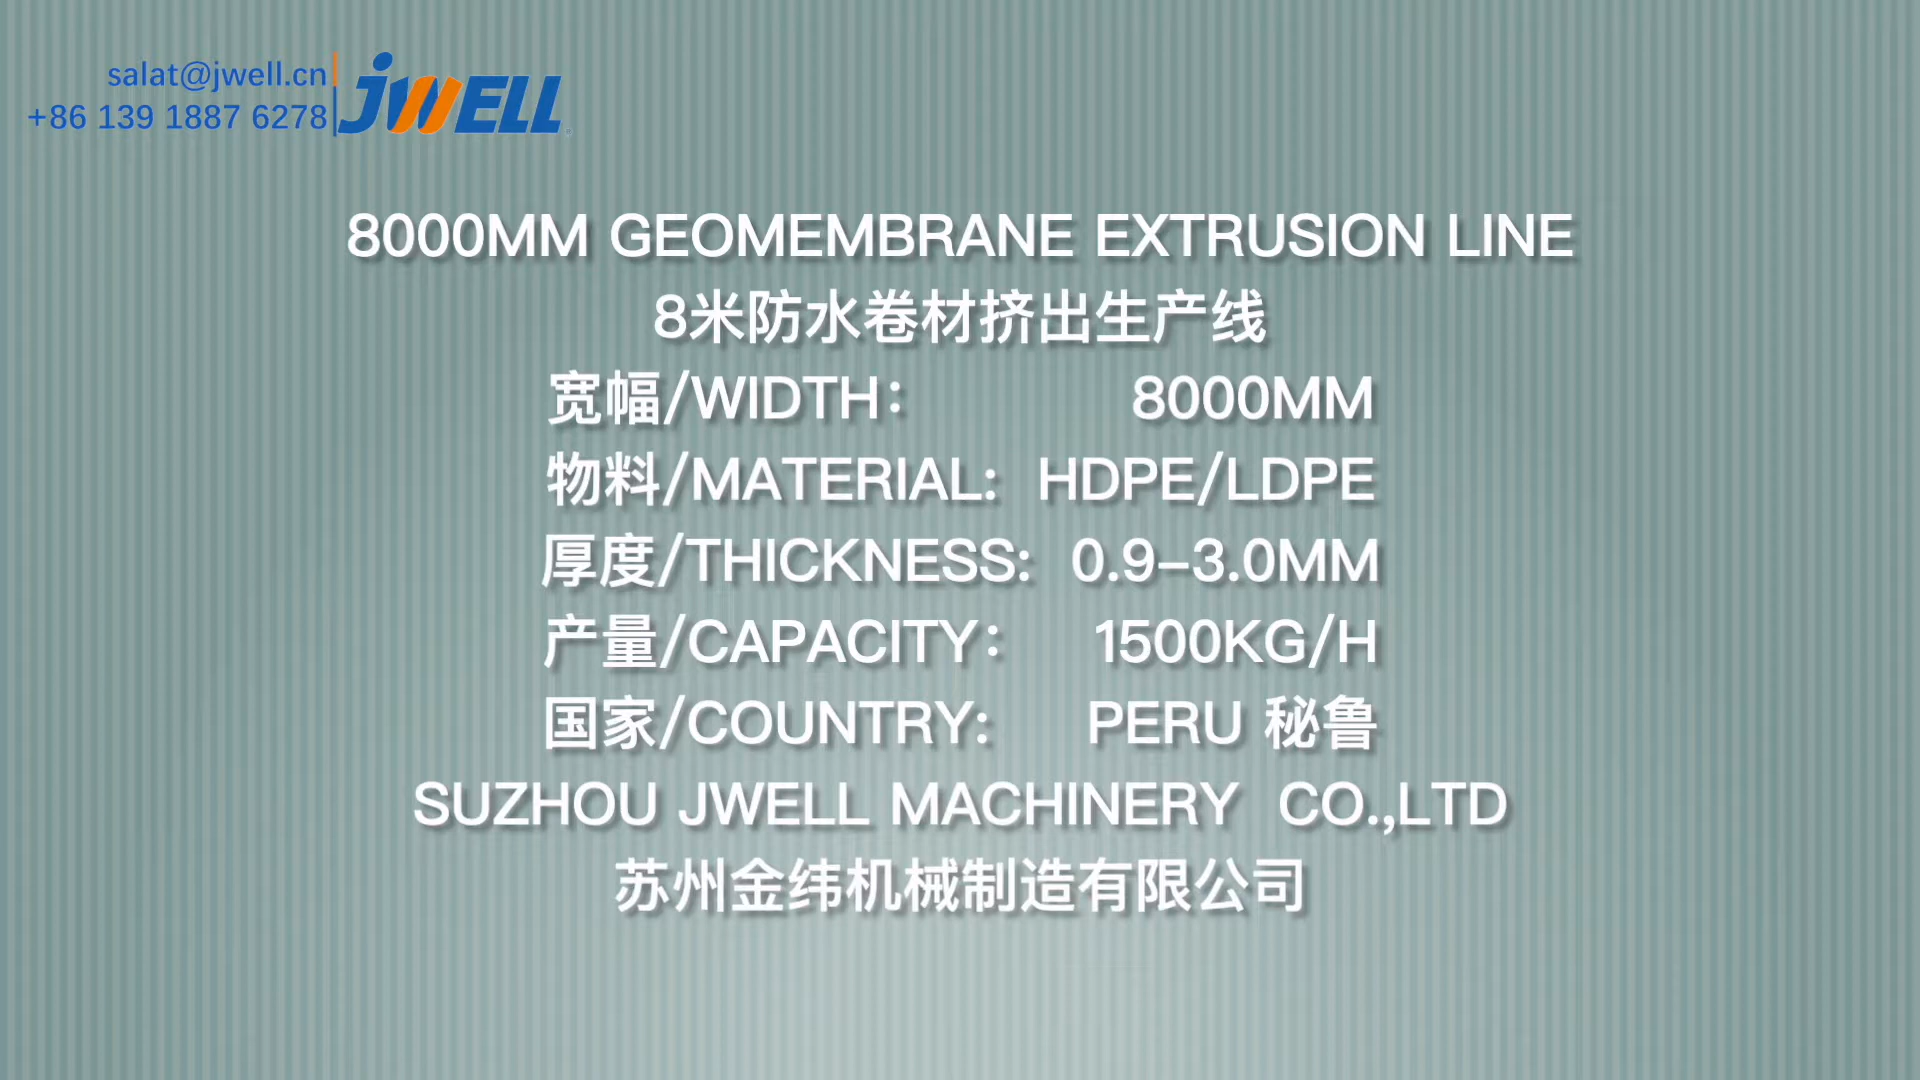 salat@jwell.cn
+86 139 1887 6278
JWELL
8000MM GEOMEMBRANE EXTRUSION LINE
8米防水卷材挤出生产线
宽幅/WIDTH： 8000MM
物料/MATERIAL: HDPE/LDPE
厚度/THICKNESS: 0.9-3.0MM
产量/CAPACITY： 1500KG/H
国家/COUNTRY: PERU 秘鲁
SUZHOU JWELL MACHINERY CO.,LTD
苏州金纬机械制造有限公司